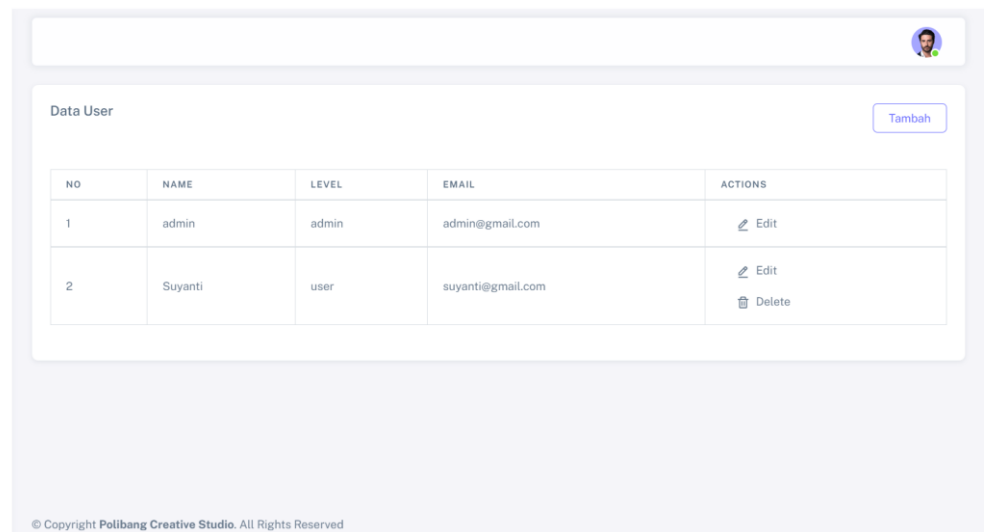 Data User
Tambah
NO NAME LEVEL EMAIL ACTIONS
1 admin admin admin@gmail.com Edit
2 Suyanti user suyanti@gmail.com Edit
Delete
© Copyright Polibang Creative Studio. All Rights Reserved